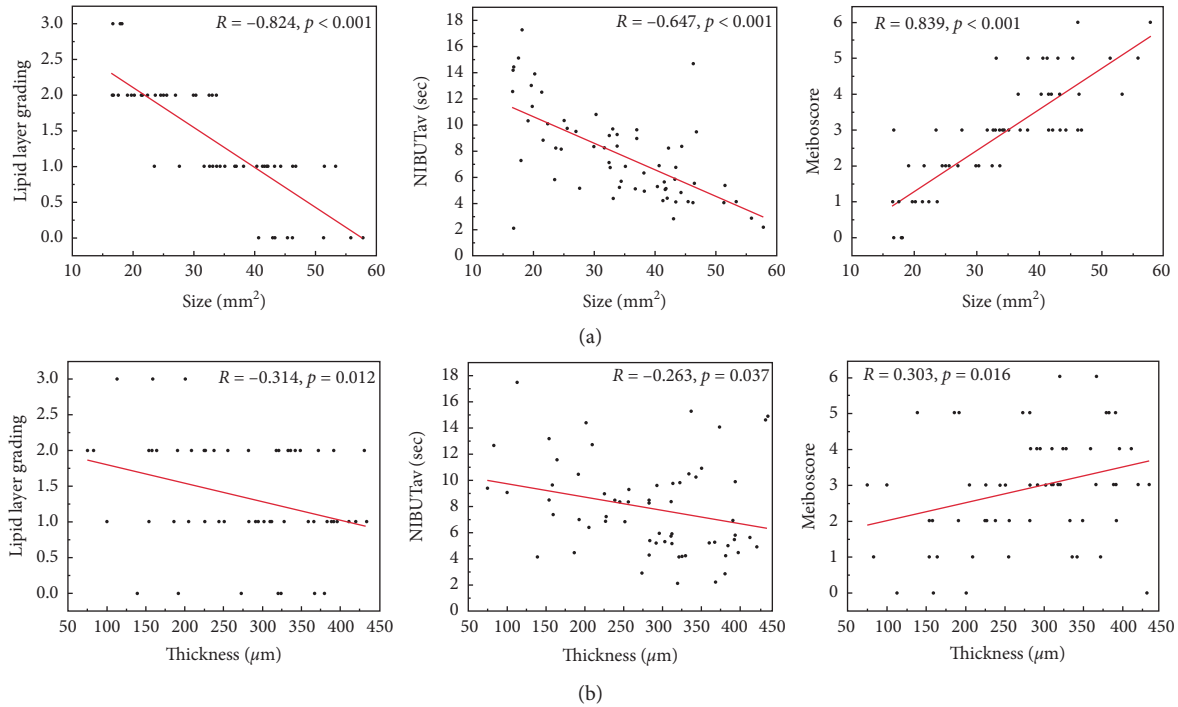 R = −0.824, p < 0.001
3.0
2.5
2.0
1.5
1.0
0.5
0.0
Lipid layer grading
10 20 30 40 50 60
Size (mm²)
R = −0.647, p < 0.001
18
16
14
12
10
8
6
4
2
0
NIBUTav (sec)
10 20 30 40 50 60
Size (mm²)
R = 0.839, p < 0.001
6
5
4
3
2
1
0
Meiboscore
10 20 30 40 50 60
Size (mm²)
(a)
R = −0.314, p = 0.012
3.0
2.5
2.0
1.5
1.0
0.5
0.0
Lipid layer grading
50 100 150 200 250 300 350 400 450
Thickness (μm)
R = −0.263, p = 0.037
18
16
14
12
10
8
6
4
2
0
NIBUTav (sec)
50 100 150 200 250 300 350 400 450
Thickness (μm)
R = 0.303, p = 0.016
6
5
4
3
2
1
0
Meiboscore
50 100 150 200 250 300 350 400 450
Thickness (μm)
(b)